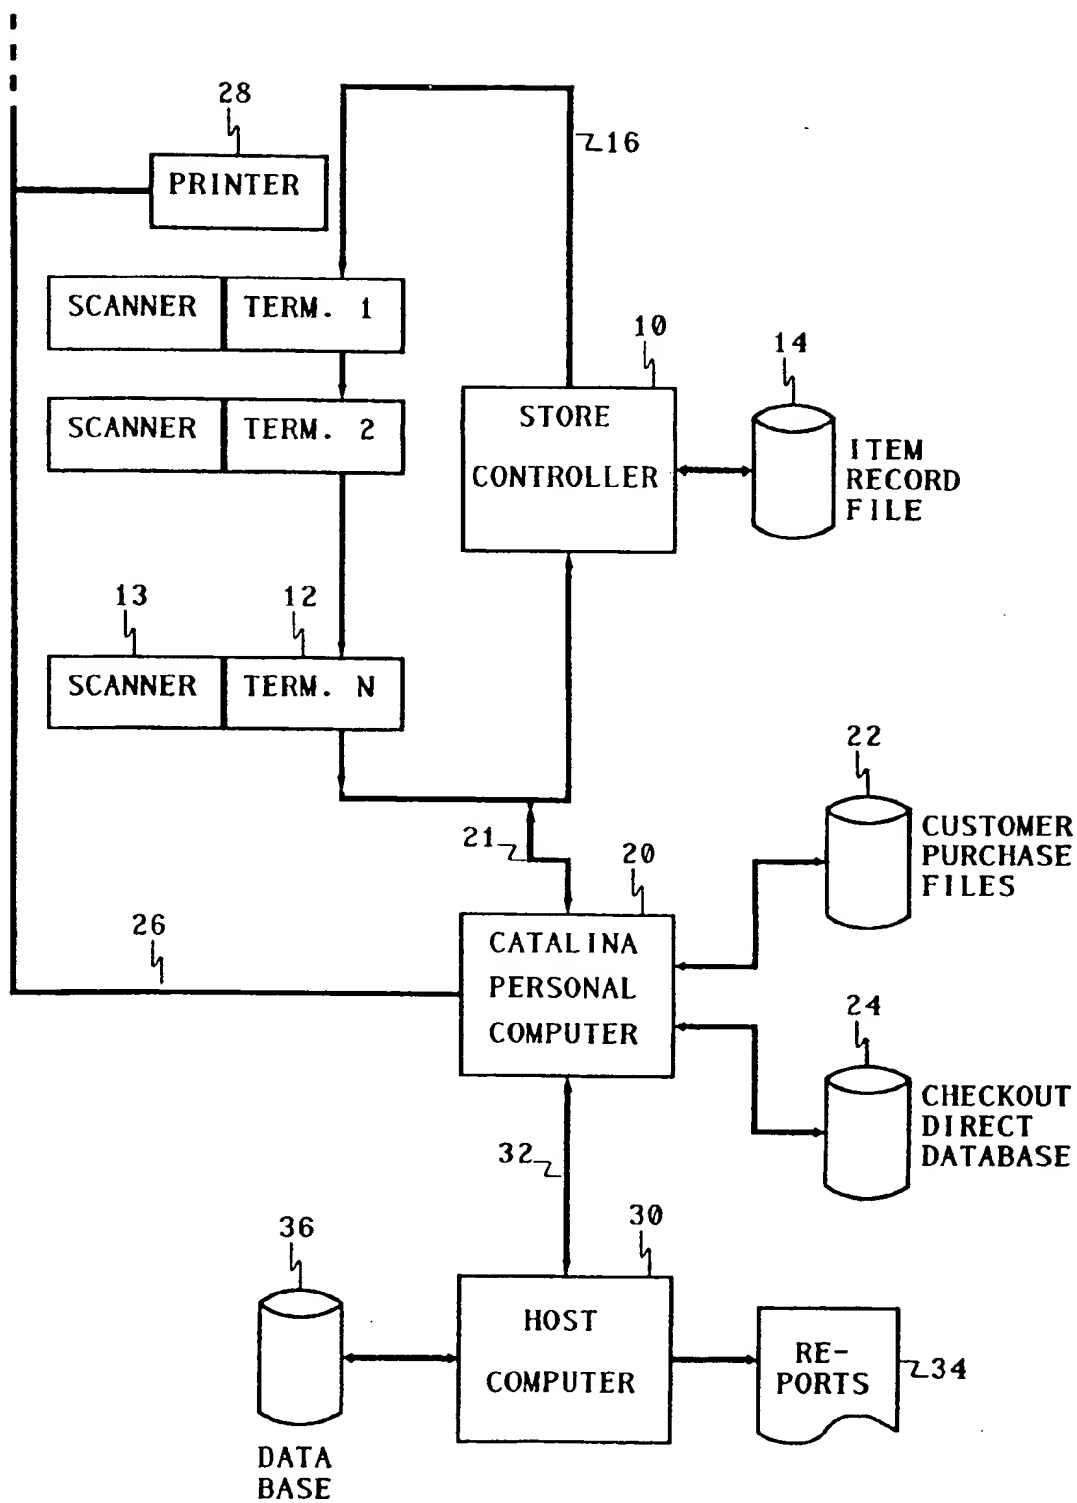 28
16
PRINTER
SCANNER TERM. 1
10
14
SCANNER TERM. 2
STORE
CONTROLLER
ITEM
RECORD
FILE
13
12
SCANNER TERM. N
22
CUSTOMER
PURCHASE
FILES
21
20
26
CATALINA
PERSONAL
COMPUTER
24
CHECKOUT
DIRECT
DATABASE
32
30
36
HOST
COMPUTER
RE-
PORTS
34
DATA
BASE